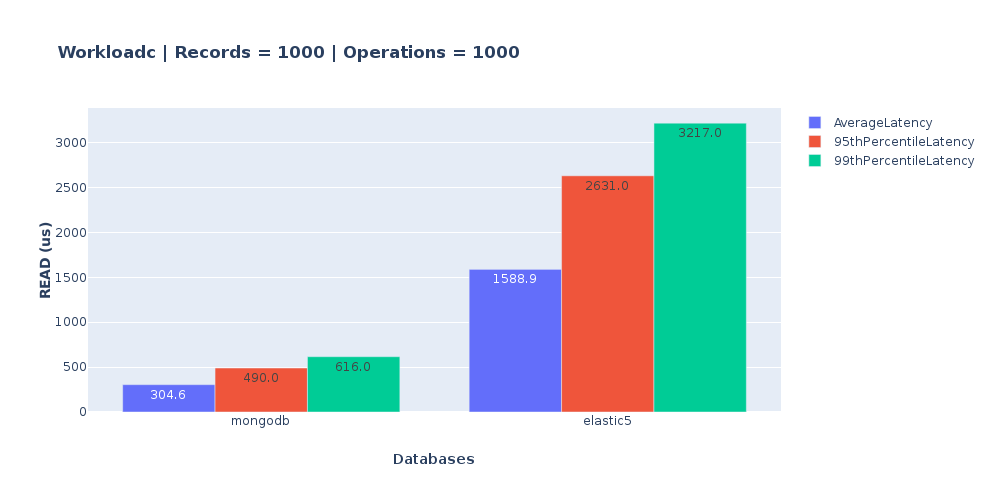 Workloadc | Records = 1000 | Operations = 1000
AverageLatency
95thPercentileLatency
99thPercentileLatency
READ (us)
3000
2500
2000
1500
1000
500
0
304.6
490.0
616.0
1588.9
2631.0
3217.0
mongodb
elastic5
Databases